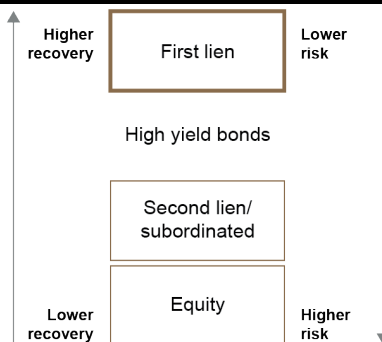 Higher
recovery
First lien
Lower
risk
High yield bonds
Second lien/
subordinated
Lower
recovery
Equity
Higher
risk